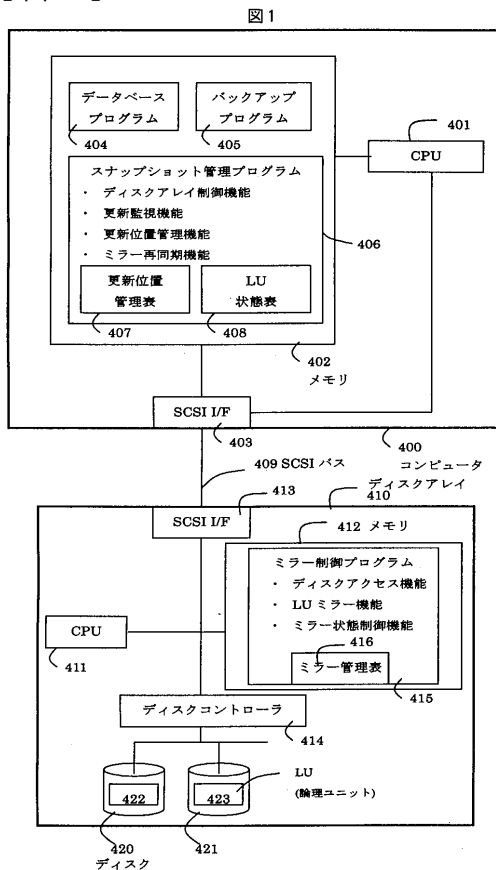 図1
データベース
プログラム
404
バックアップ
プログラム
405
401
CPU
スナップショット管理プログラム
・ ディスクアレイ制御機能
・ 更新監視機能
・ 更新位置管理機能
・ ミラー再同期機能
406
更新位置
管理表
407
LU
状態表
408
402
メモリ
SCSI I/F
403
400
コンピュータ
409 SCSI バス
ディスクアレイ
410
413
SCSI I/F
412 メモリ
ミラー制御プログラム
・ ディスクアクセス機能
・ LU ミラー機能
・ ミラー状態制御機能
416
ミラー管理表
415
CPU
411
ディスクコントローラ
414
422
423
LU
(論理ユニット)
420
421
ディスク